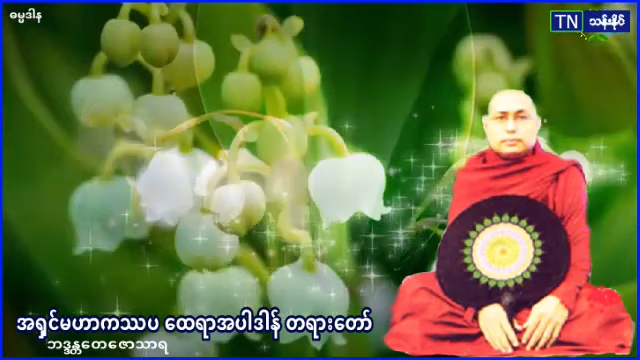 ဓမ္မဒါန
TN သန်းနိုင်
အရှင်မဟာကဿပ ထေရာအပါဒါန် တရားတော်
ဘဒ္ဒန္တတေဇောသာရ